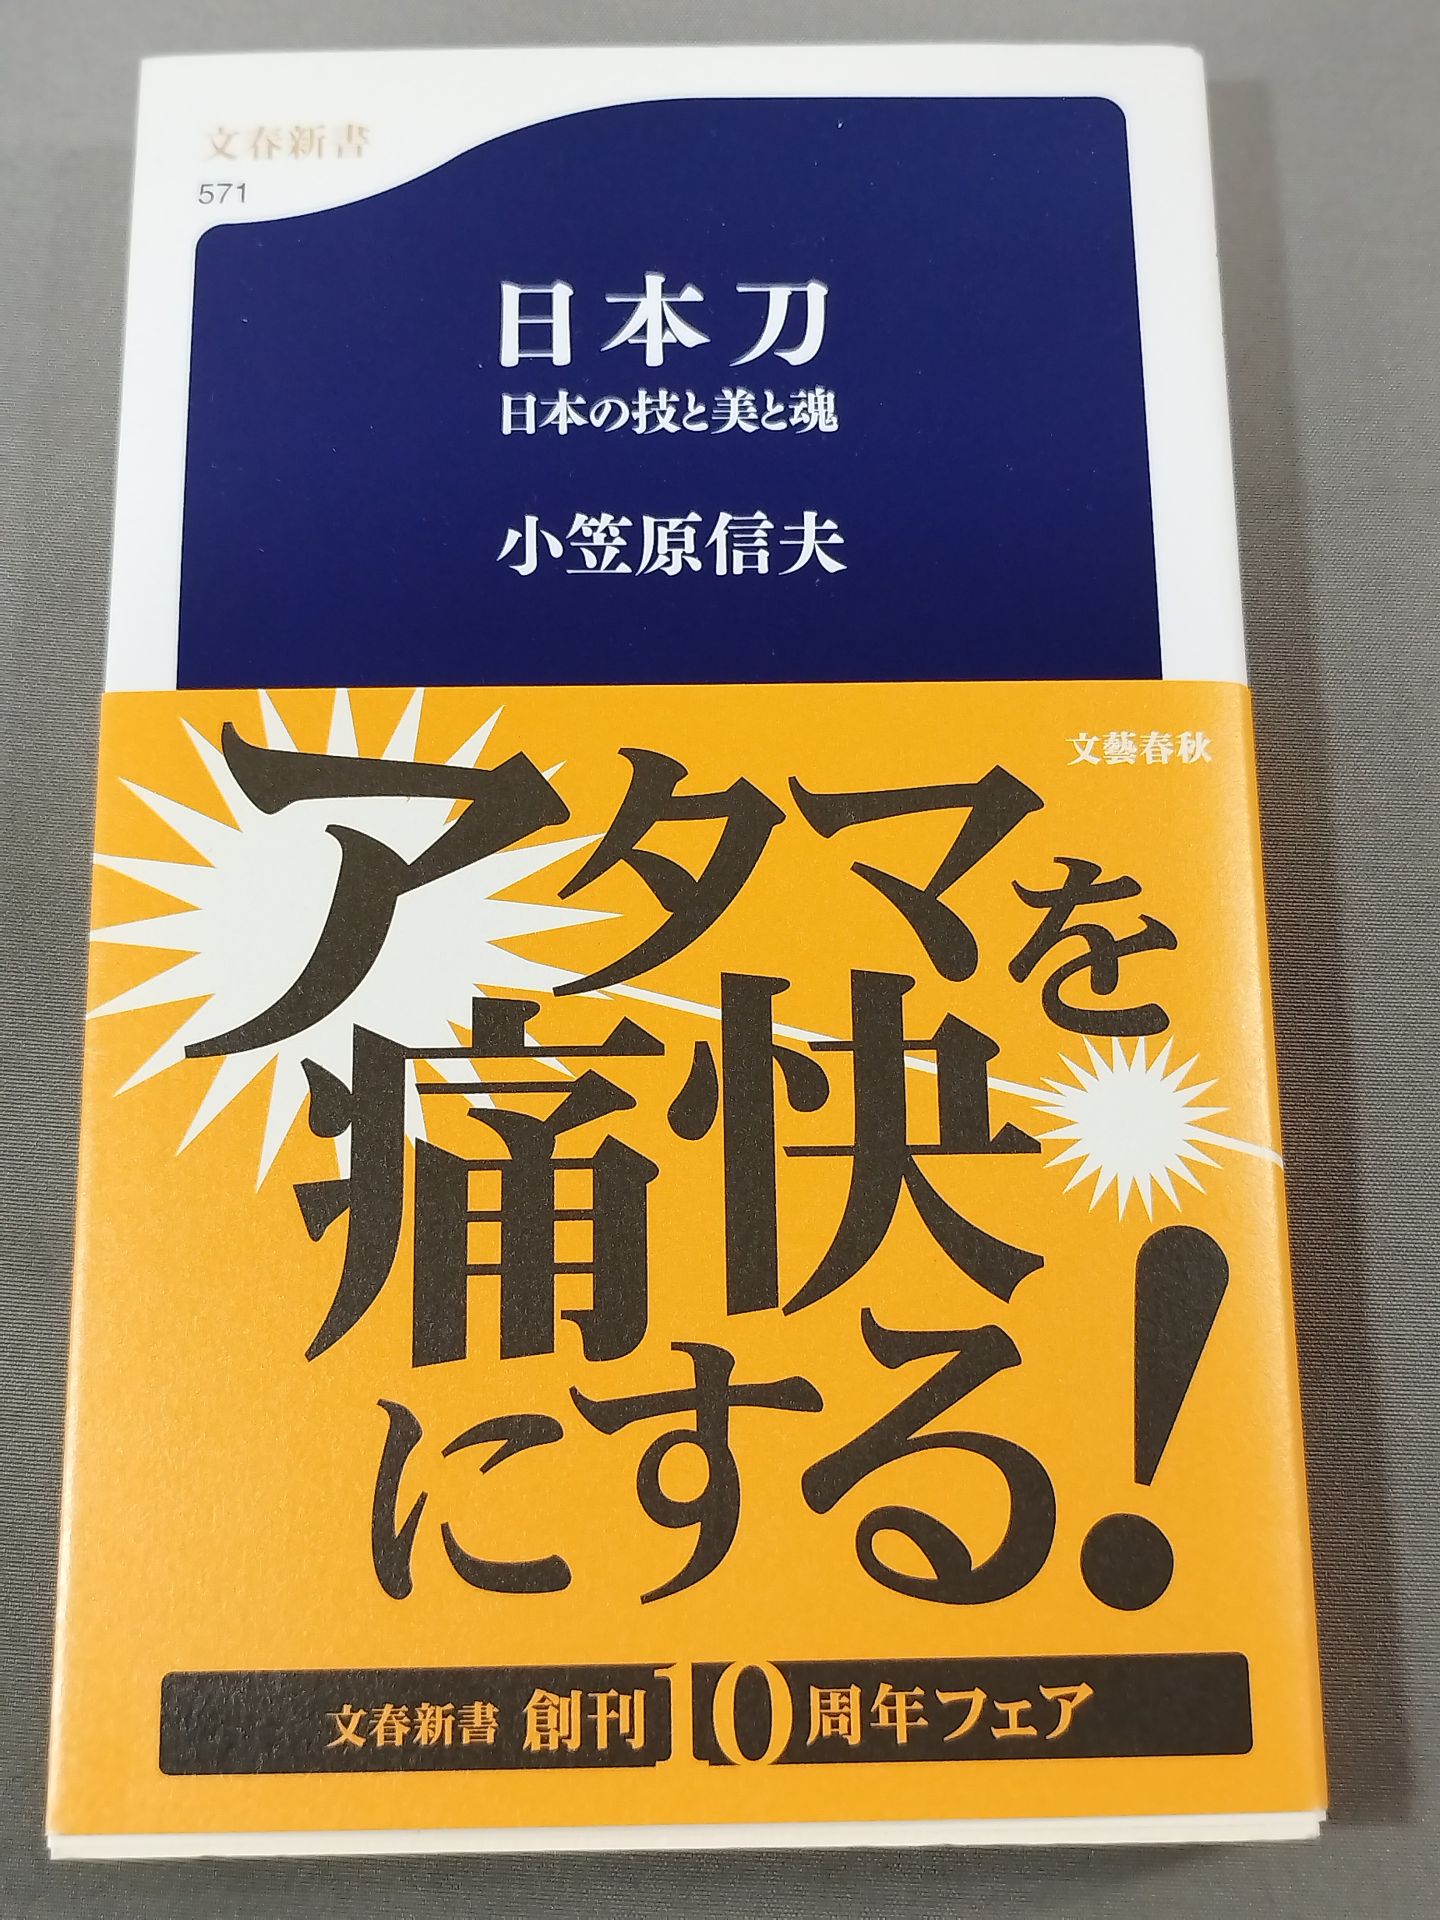 文春新書
571
日本刀
日本の技と美と魂
小笠原信夫
文藝春秋
アタマを
痛快
にする!
文春新書 創刊10周年フェア